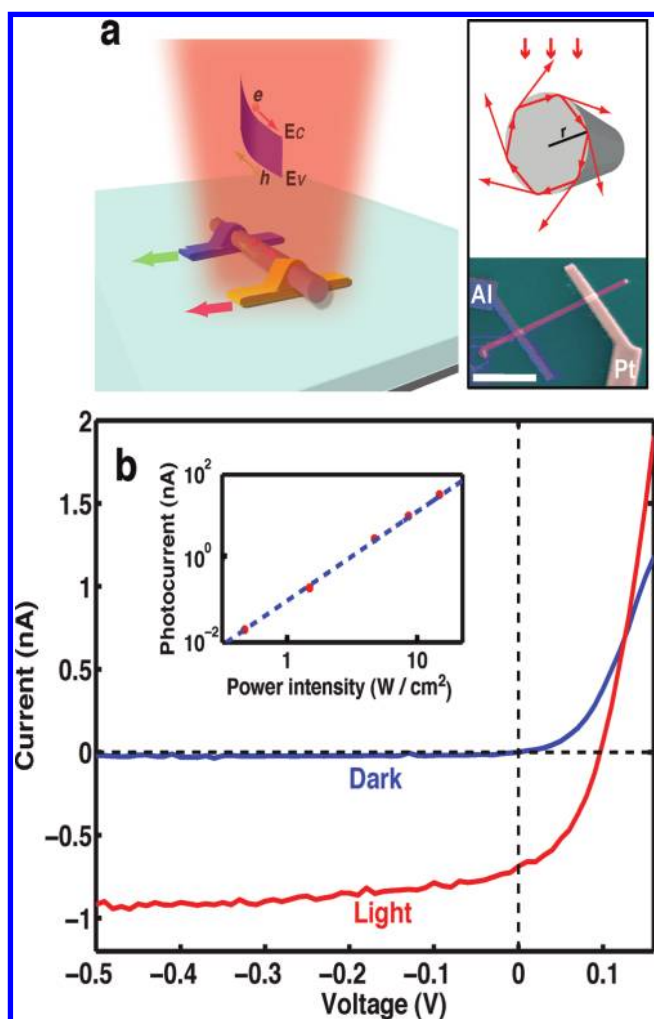 a
e
Ec
h
Ev
r
Al
Pt
b
10²
10⁰
10⁻²
Photocurrent (nA)
1
10
Power intensity (W / cm²)
2
1.5
1
0.5
0
−0.5
−1
Current (nA)
Dark
Light
−0.5
−0.4
−0.3
−0.2
−0.1
0
0.1
Voltage (V)